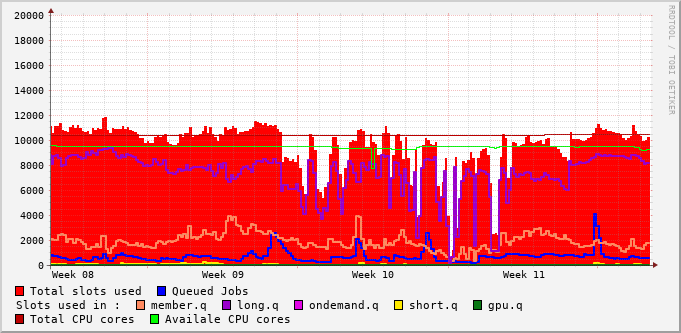 20000
18000
16000
14000
12000
10000
8000
6000
4000
2000
0
Week 08 Week 09 Week 10 Week 11
RRDTOOL / TOBI OETIKER
Total slots used Queued Jobs
Slots used in : member.q long.q ondemand.q short.q gpu.q
Total CPU cores Availale CPU cores